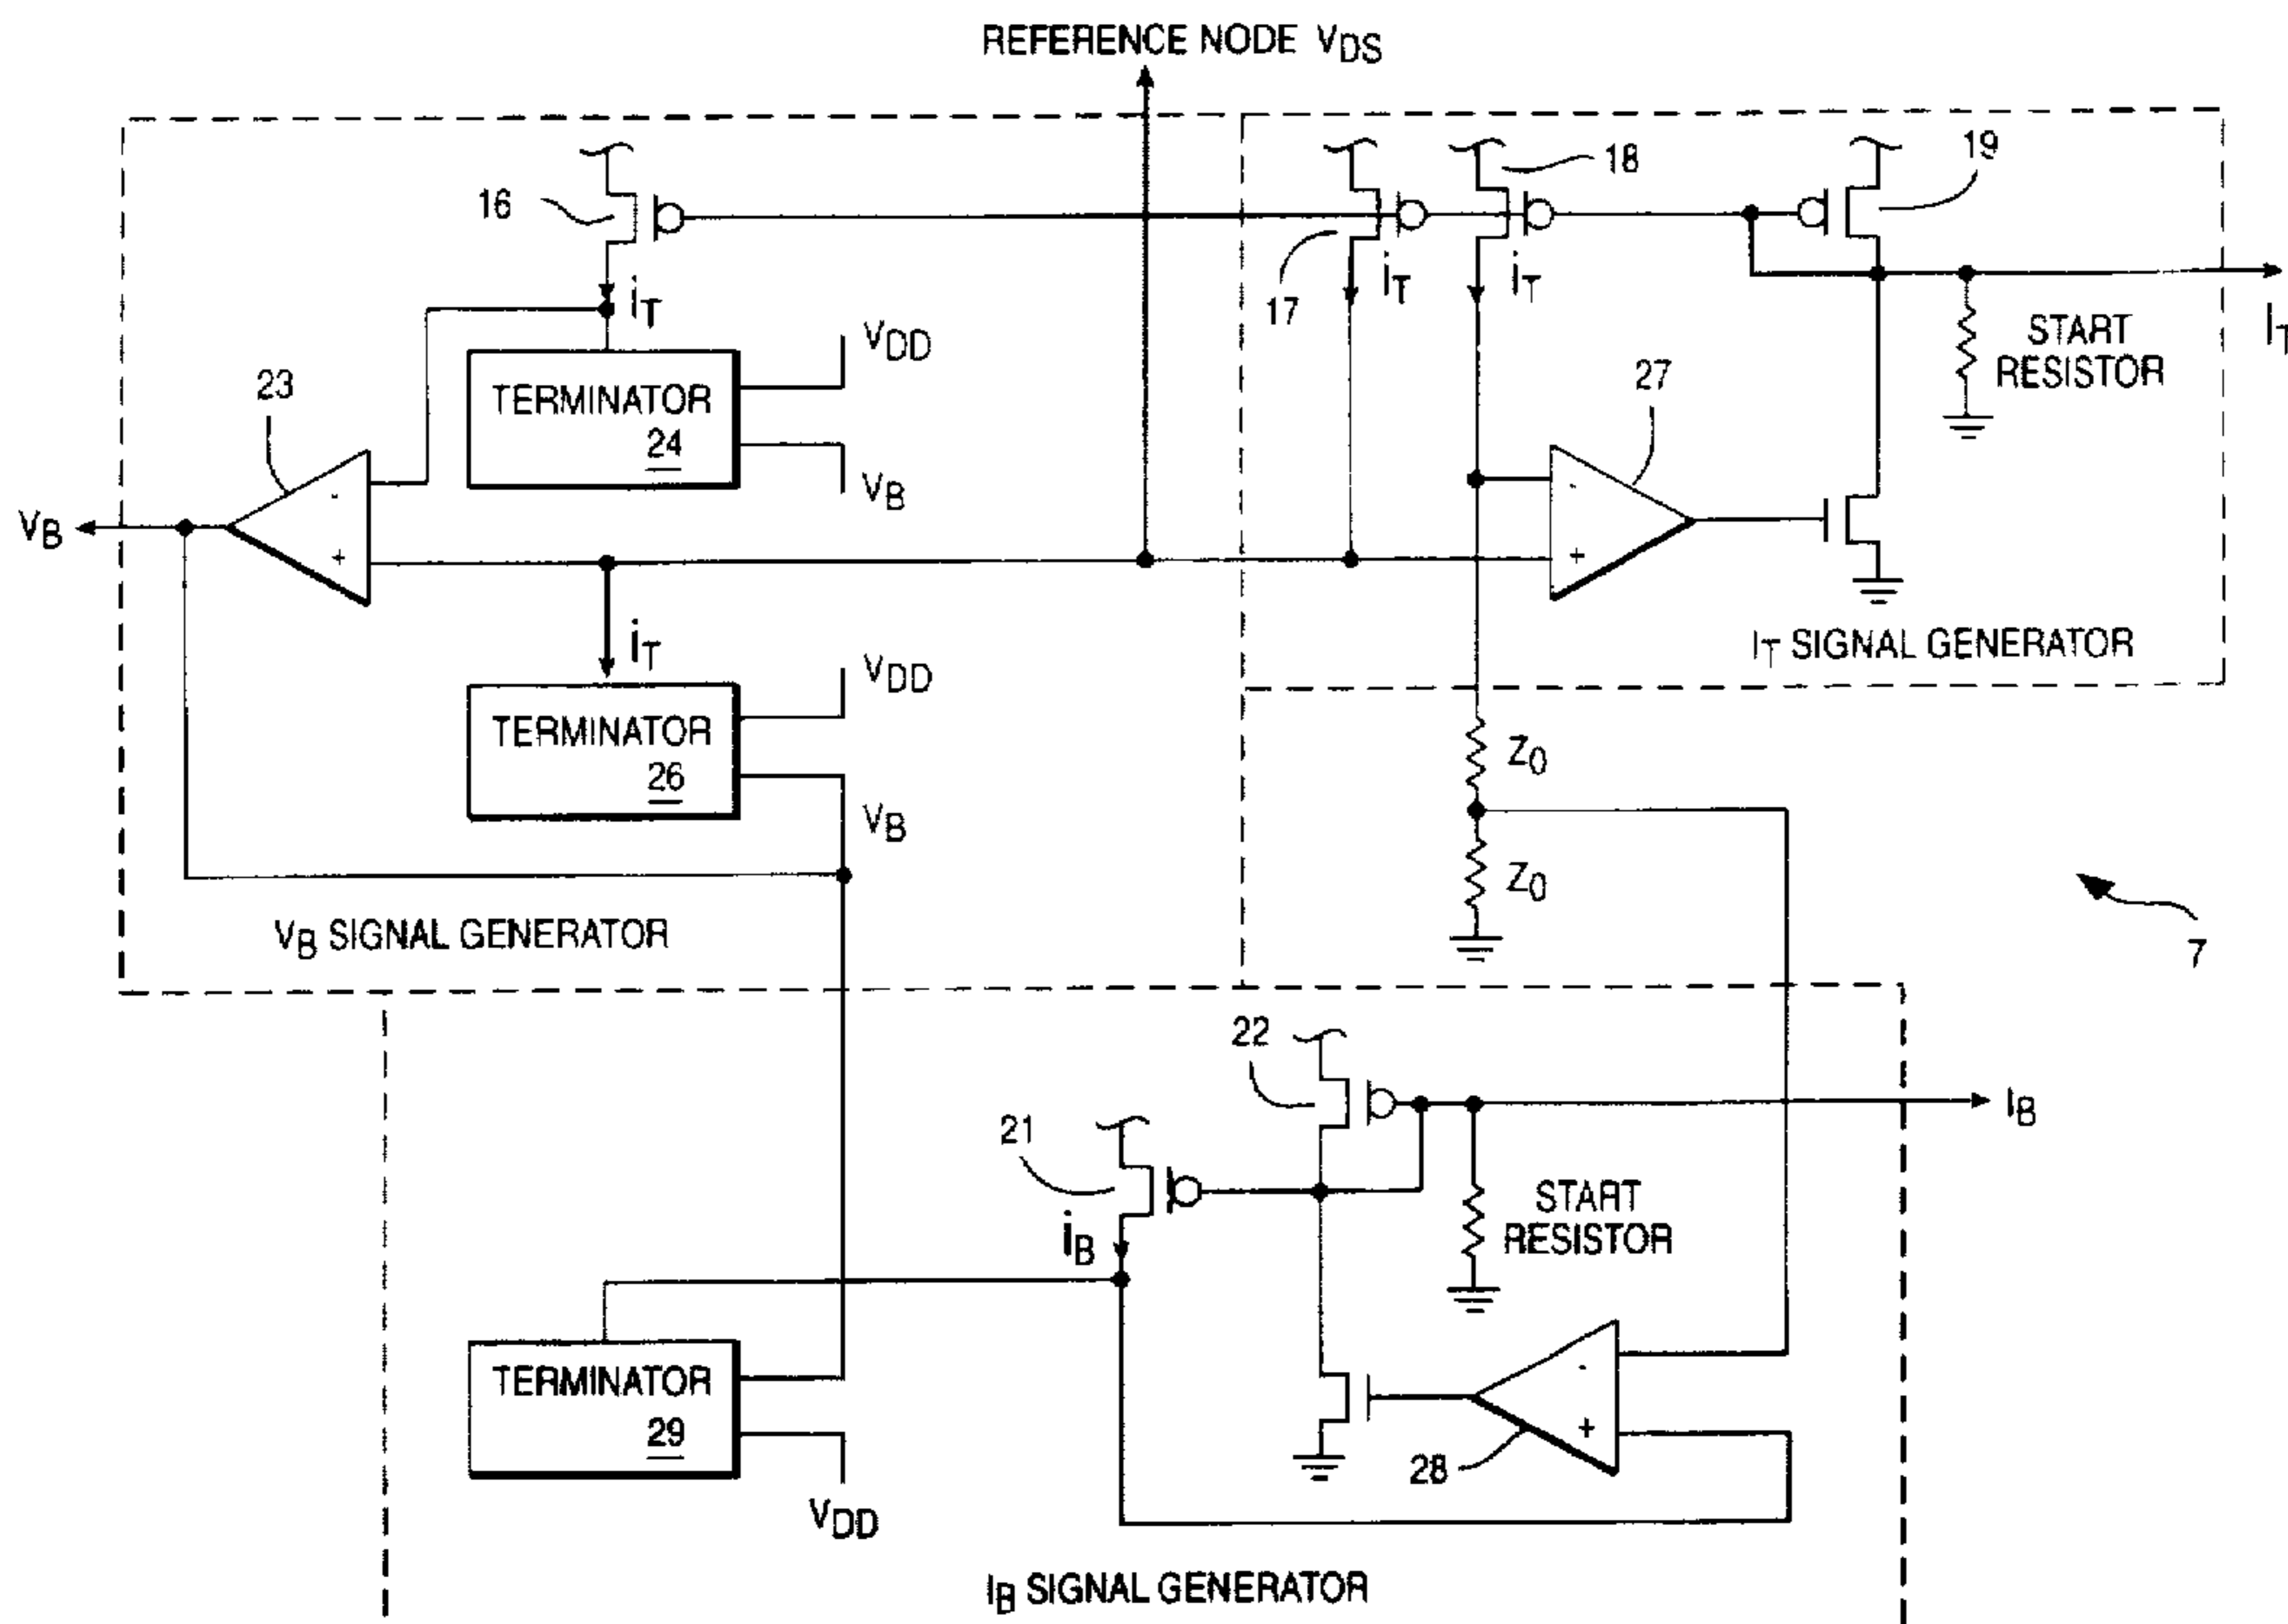 REFERENCE NODE VDS
16
iT
VDD
TERMINATOR
24
VB
23
-
+
VB
iT
VDD
TERMINATOR
26
VB
VB SIGNAL GENERATOR
17
iT
18
iT
19
IT
START
RESISTOR
27
-
+
IT SIGNAL GENERATOR
Z0
Z0
7
22
21
iB
IB
START
RESISTOR
TERMINATOR
29
VDD
-
+
28
IB SIGNAL GENERATOR